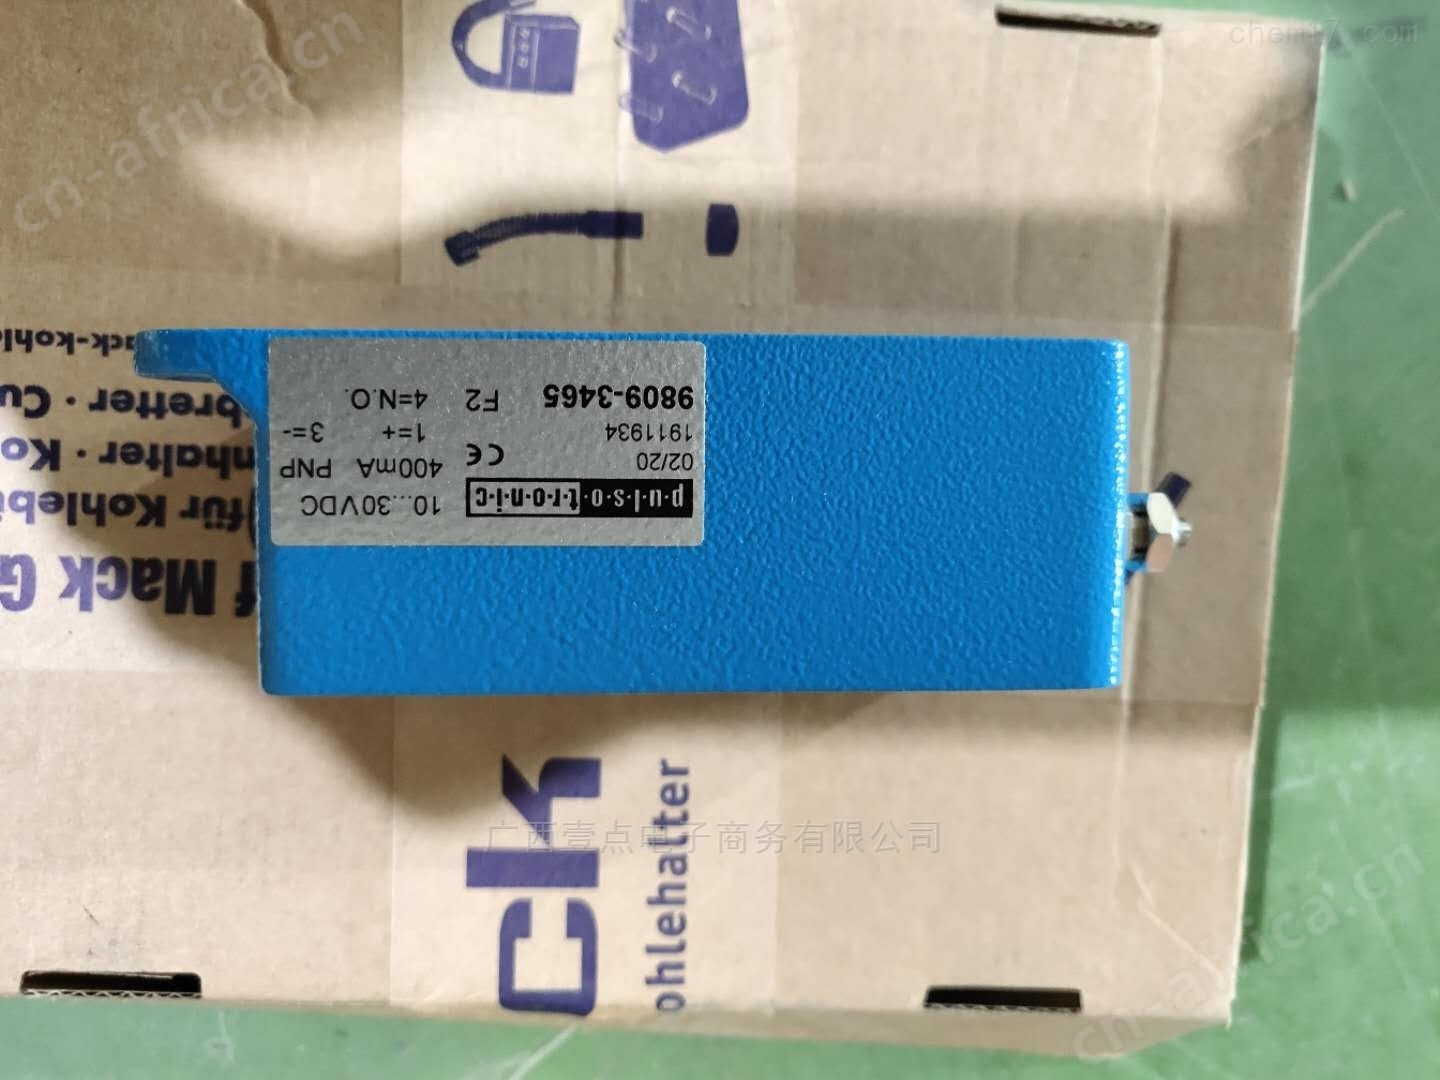 chem17.com
cn-africa.cn
p·u·l·s·o·t·r·o·n·i·c 10...30VDC
02/20 CE 400mA PNP
1911934 1=+ 3=-
9809-3465 F2 4=N.O.
f Mack G
für Kohleb
nhalter · Ko
bretter · Cu
ack-kohl
ck
ohlehalter
广西壹点电子商务有限公司
cn-africa.cn